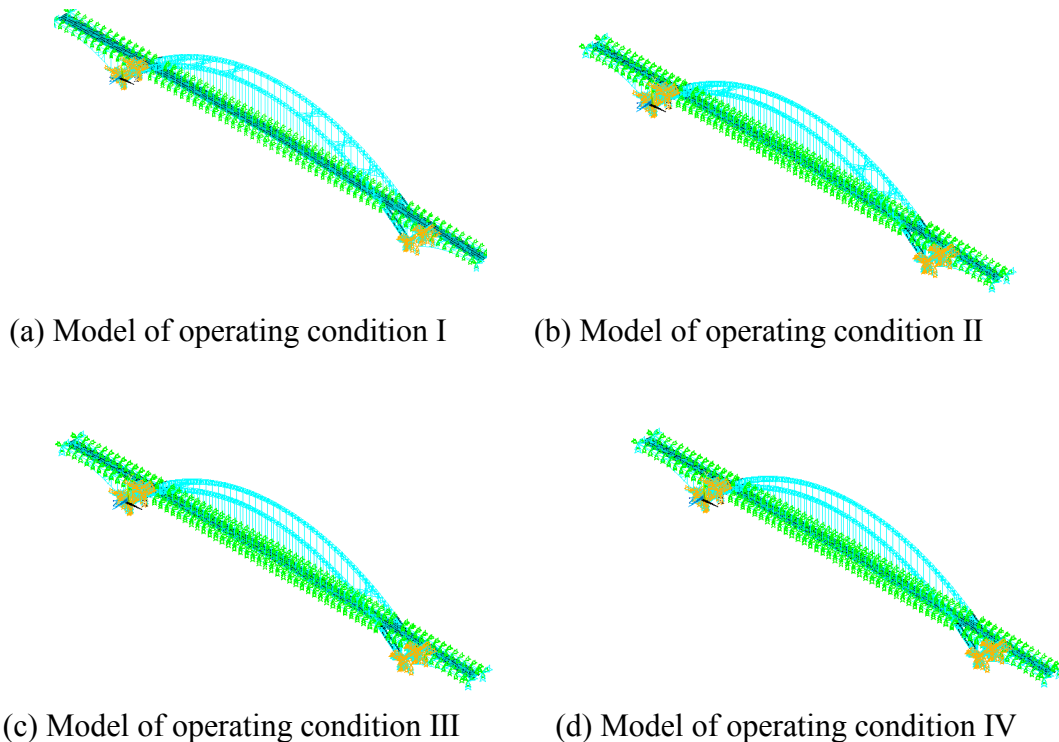 (a) Model of operating condition I
(b) Model of operating condition II
(c) Model of operating condition III
(d) Model of operating condition IV